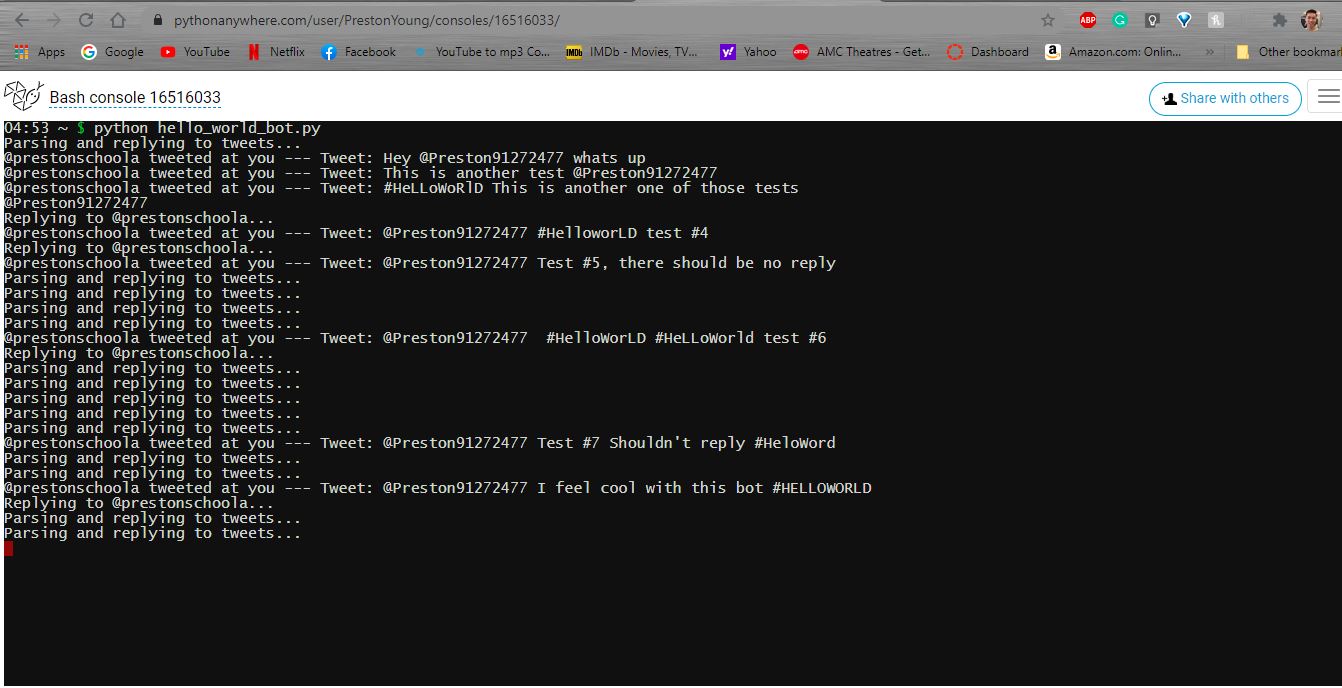 pythonanywhere.com/user/PrestonYoung/consoles/16516033/
ABP
Apps Google YouTube Netflix Facebook YouTube to mp3 Co... IMDb IMDb - Movies, TV... Yahoo amc AMC Theatres - Get... Dashboard Amazon.com: Onlin... » Other bookmar
Bash console 16516033
Share with others
04:53 ~ $ python hello_world_bot.py
Parsing and replying to tweets...
@prestonschoola tweeted at you --- Tweet: Hey @Preston91272477 whats up
@prestonschoola tweeted at you --- Tweet: This is another test @Preston91272477
@prestonschoola tweeted at you --- Tweet: #HeLLoWoRlD This is another one of those tests
@Preston91272477
Replying to @prestonschoola...
@prestonschoola tweeted at you --- Tweet: @Preston91272477 #HelloworLD test #4
Replying to @prestonschoola...
@prestonschoola tweeted at you --- Tweet: @Preston91272477 Test #5, there should be no reply
Parsing and replying to tweets...
Parsing and replying to tweets...
Parsing and replying to tweets...
Parsing and replying to tweets...
@prestonschoola tweeted at you --- Tweet: @Preston91272477  #HelloWorLD #HeLLoWorld test #6
Replying to @prestonschoola...
Parsing and replying to tweets...
Parsing and replying to tweets...
Parsing and replying to tweets...
Parsing and replying to tweets...
Parsing and replying to tweets...
@prestonschoola tweeted at you --- Tweet: @Preston91272477 Test #7 Shouldn't reply #HeloWord
Parsing and replying to tweets...
Parsing and replying to tweets...
@prestonschoola tweeted at you --- Tweet: @Preston91272477 I feel cool with this bot #HELLOWORLD
Replying to @prestonschoola...
Parsing and replying to tweets...
Parsing and replying to tweets...